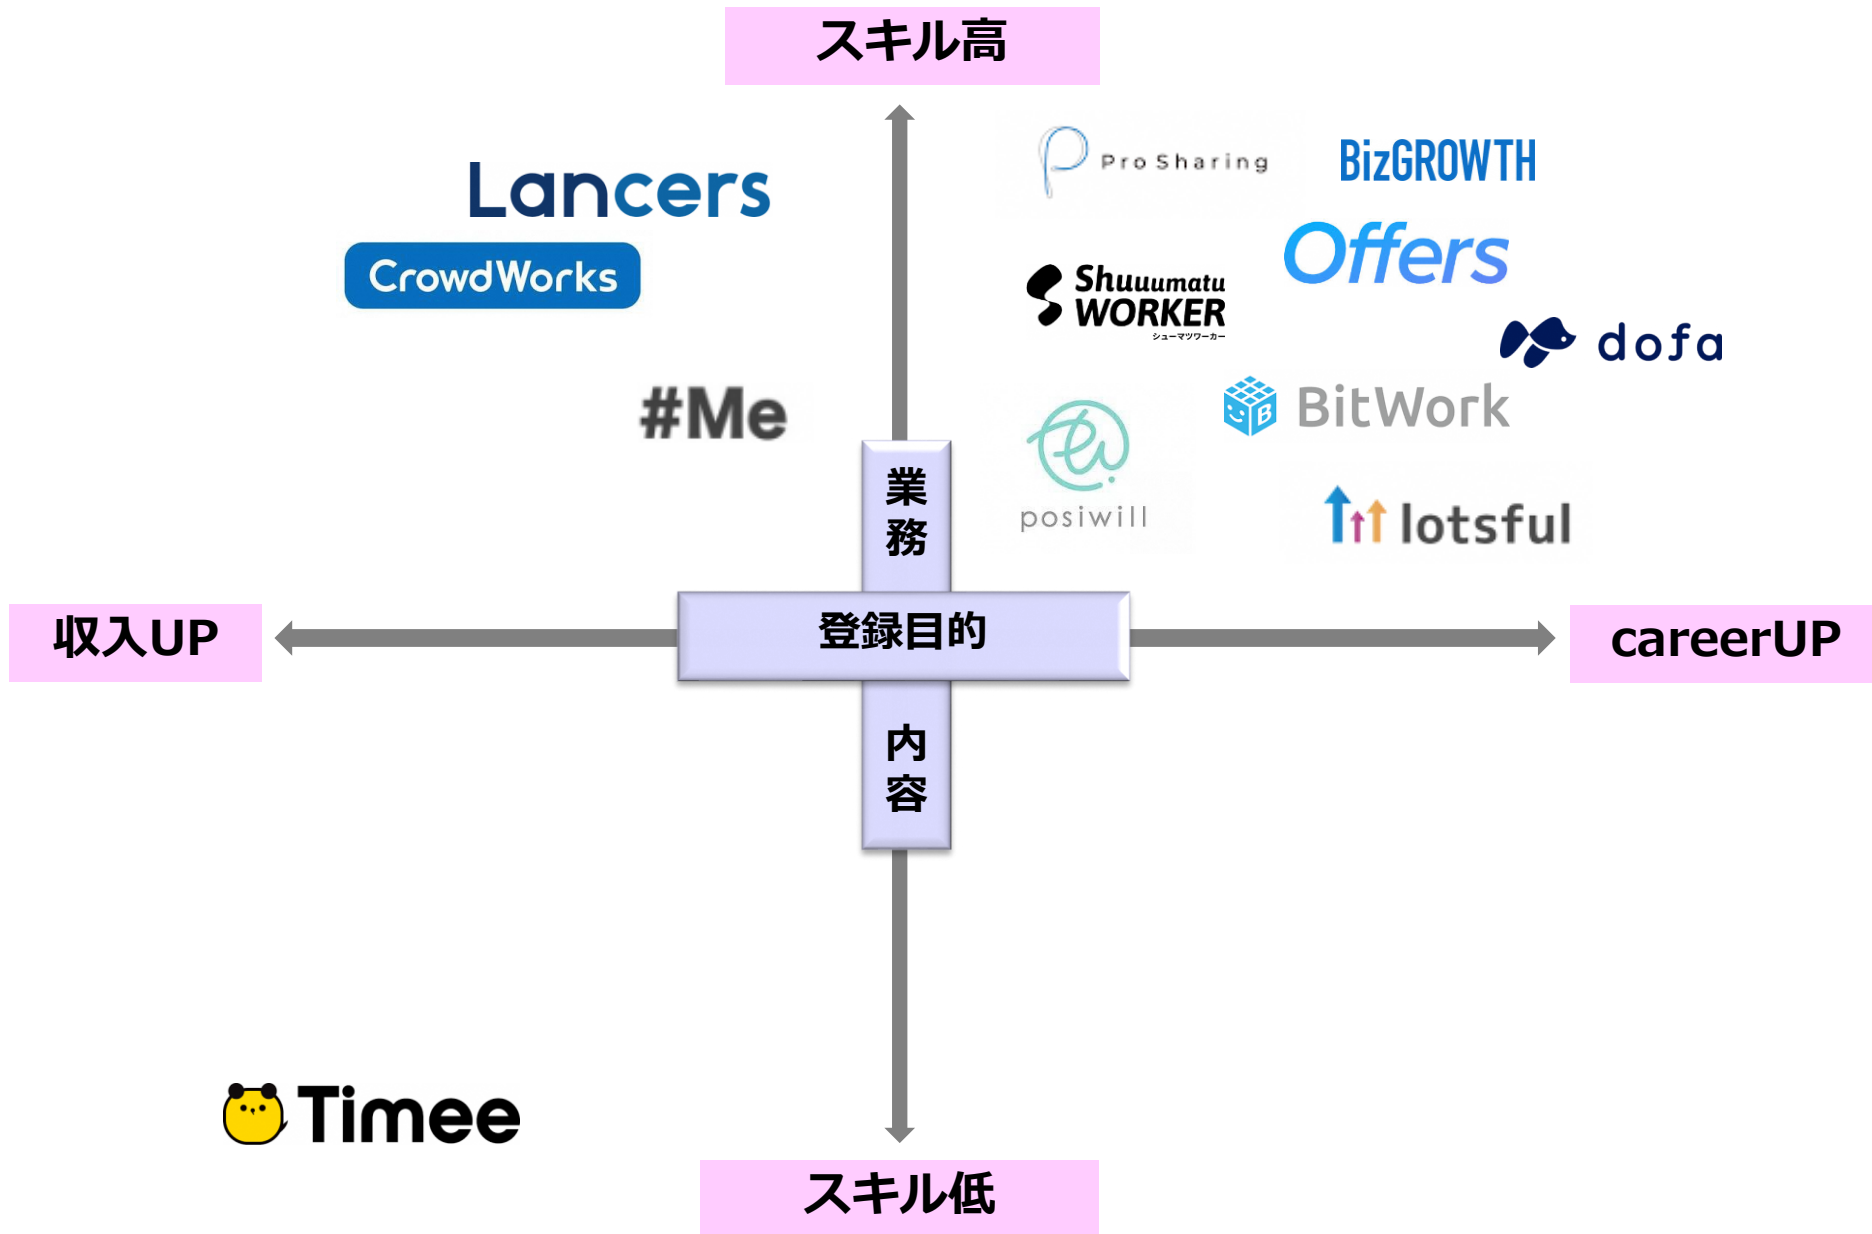 スキル高
Pro Sharing
BizGROWTH
Lancers
Offers
CrowdWorks
Shuuumatu
WORKER
シューマツワーカー
dofa
#Me
B
BitWork
posiwill
lotsful
業務
登録目的
収入UP
careerUP
内容
Timee
スキル低